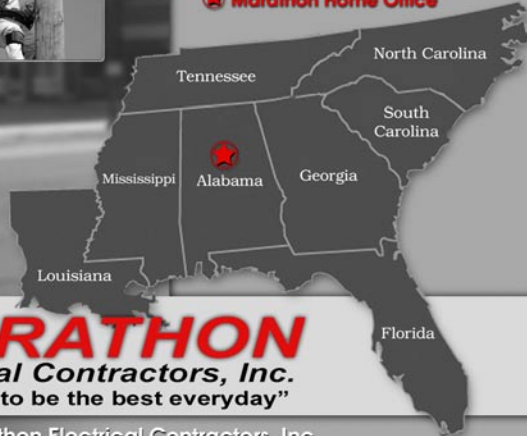 Marathon Home Office
North Carolina
Tennessee
South
Carolina
Mississippi
Alabama
Georgia
Louisiana
Florida
RATHON
al Contractors, Inc.
to be the best everyday"
thon Electrical Contractors, Inc.